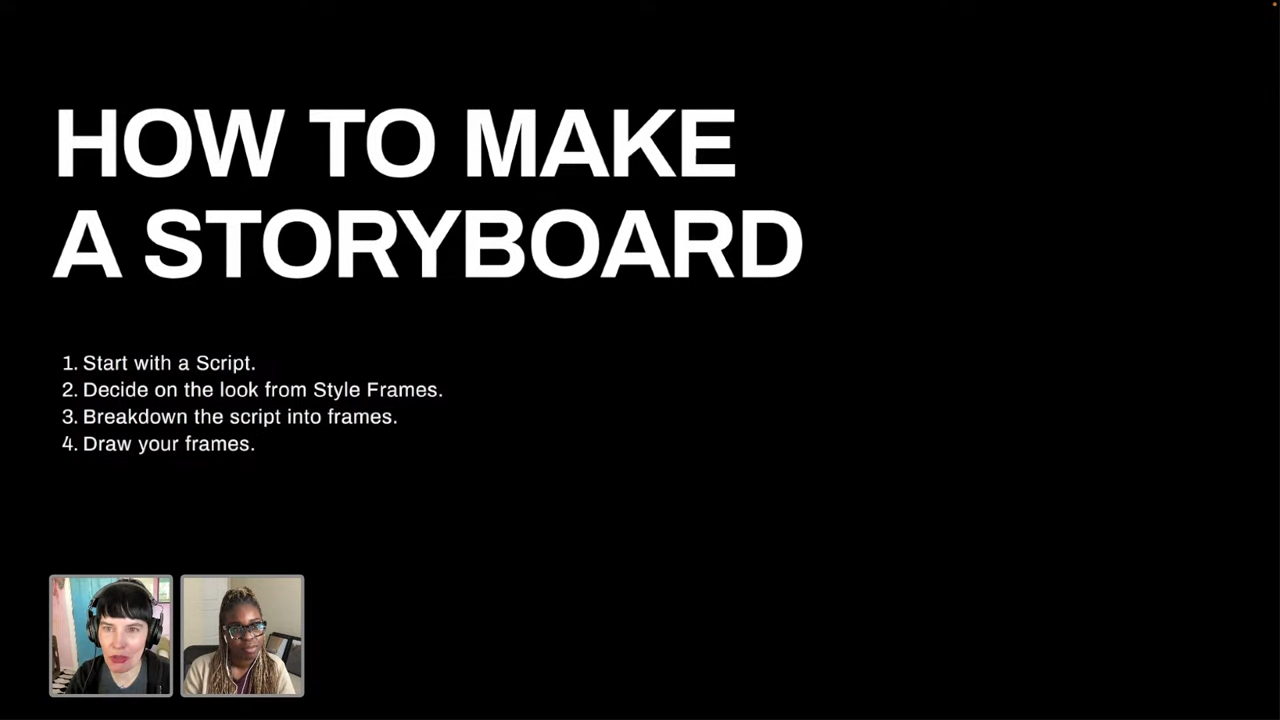 HOW TO MAKE
A STORYBOARD
1. Start with a Script.
2. Decide on the look from Style Frames.
3. Breakdown the script into frames.
4. Draw your frames.